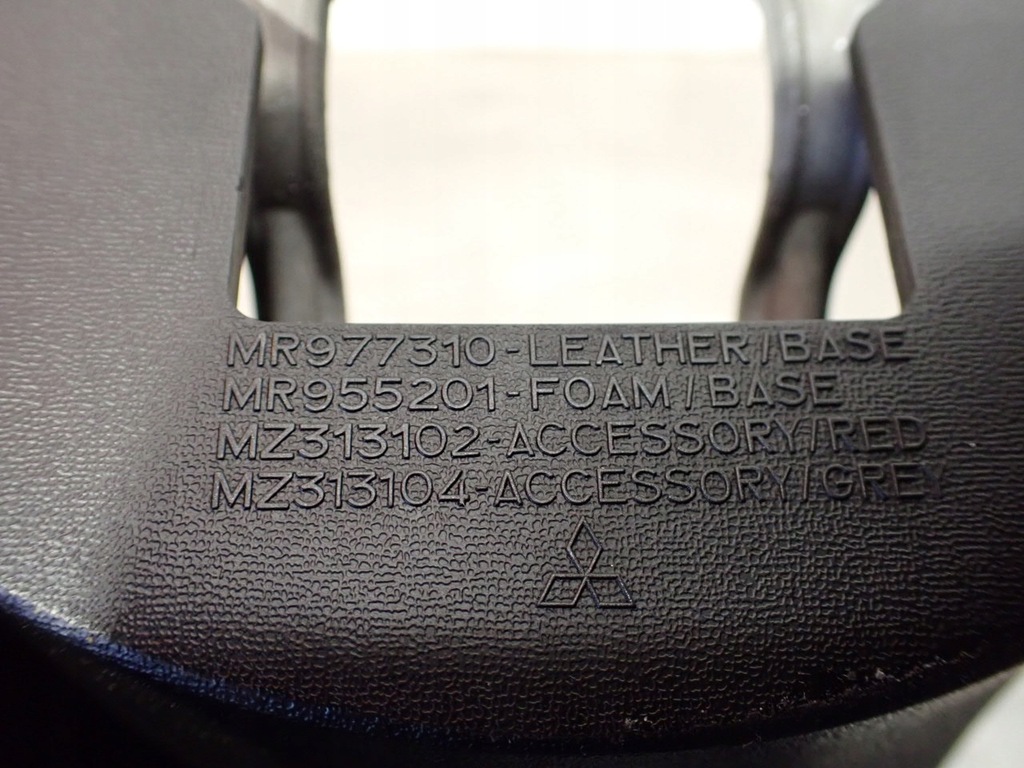 MR977310-LEATHER/BASE
MR955201-FOAM/BASE
MZ313102-ACCESSORY/RED
MZ313104-ACCESSORY/GREY